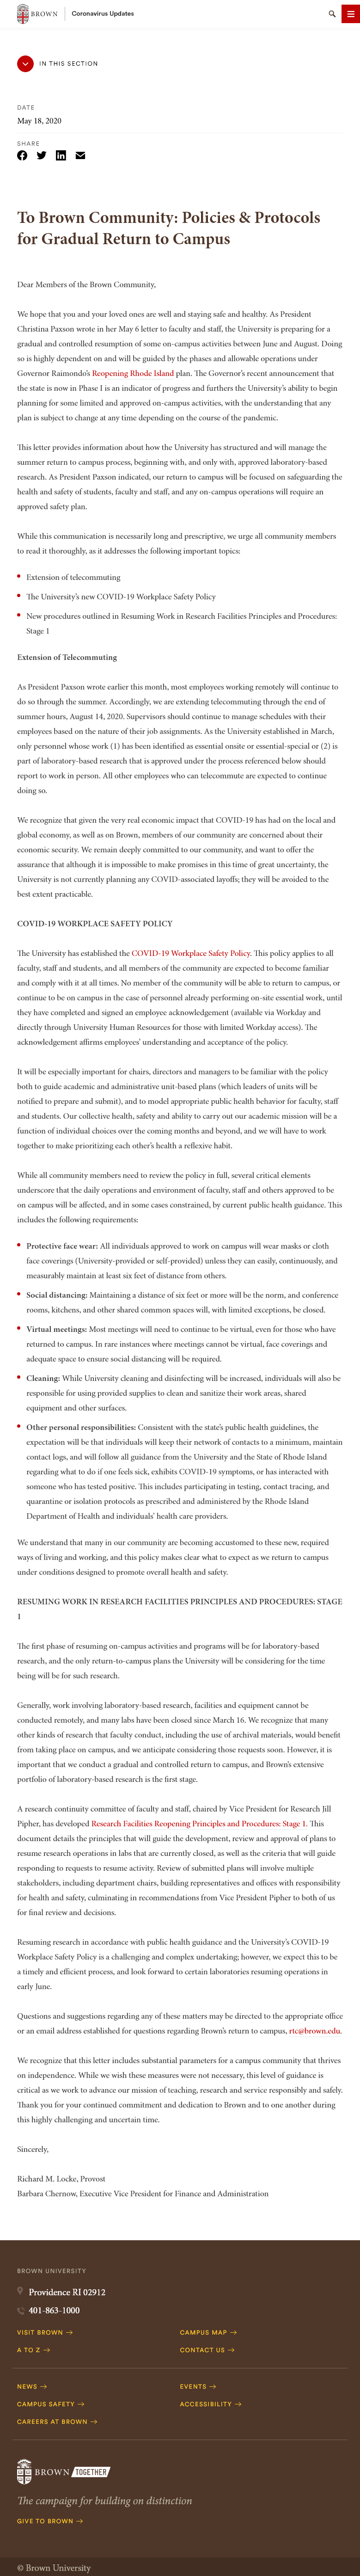 BROWN
Coronavirus Updates
IN THIS SECTION
DATE
May 18, 2020
SHARE
To Brown Community: Policies & Protocols
for Gradual Return to Campus
Dear Members of the Brown Community,
We hope that you and your loved ones are well and staying safe and healthy. As President
Christina Paxson wrote in her May 6 letter to faculty and staff, the University is preparing for a
gradual and controlled resumption of some on-campus activities between June and August. Doing
so is highly dependent on and will be guided by the phases and allowable operations under
Governor Raimondo's Reopening Rhode Island plan. The Governor's recent announcement that
the state is now in Phase I is an indicator of progress and furthers the University's ability to begin
planning for some limited and approved on-campus activities, with the understanding that any
plan is subject to change at any time depending on the course of the pandemic.
This letter provides information about how the University has structured and will manage the
summer return to campus process, beginning with, and only with, approved laboratory-based
research. As President Paxson indicated, our return to campus will be focused on safeguarding the
health and safety of students, faculty and staff, and any on-campus operations will require an
approved safety plan.
While this communication is necessarily long and prescriptive, we urge all community members
to read it thoroughly, as it addresses the following important topics:
Extension of telecommuting
The University's new COVID-19 Workplace Safety Policy
New procedures outlined in Resuming Work in Research Facilities Principles and Procedures:
Stage 1
Extension of Telecommuting
As President Paxson wrote earlier this month, most employees working remotely will continue to
do so through the summer. Accordingly, we are extending telecommuting through the end of
summer hours, August 14, 2020. Supervisors should continue to manage schedules with their
employees based on the nature of their job assignments. As the University established in March,
only personnel whose work (1) has been identified as essential onsite or essential-special or (2) is
part of laboratory-based research that is approved under the process referenced below should
report to work in person. All other employees who can telecommute are expected to continue
doing so.
We recognize that given the very real economic impact that COVID-19 has had on the local and
global economy, as well as on Brown, members of our community are concerned about their
economic security. We remain deeply committed to our community, and want to offer the
assurance that although it is impossible to make promises in this time of great uncertainty, the
University is not currently planning any COVID-associated layoffs; they will be avoided to the
best extent practicable.
COVID-19 WORKPLACE SAFETY POLICY
The University has established the COVID-19 Workplace Safety Policy. This policy applies to all
faculty, staff and students, and all members of the community are expected to become familiar
and comply with it at all times. No member of the community will be able to return to campus, or
continue to be on campus in the case of personnel already performing on-site essential work, until
they have completed and signed an employee acknowledgement (available via Workday and
directly through University Human Resources for those with limited Workday access). The
acknowledgement affirms employees' understanding and acceptance of the policy.
It will be especially important for chairs, directors and managers to be familiar with the policy
both to guide academic and administrative unit-based plans (which leaders of units will be
notified to prepare and submit), and to model appropriate public health behavior for faculty, staff
and students. Our collective health, safety and ability to carry out our academic mission will be a
function of individual choices over the coming months and beyond, and we will have to work
together to make prioritizing each other's health a reflexive habit.
While all community members need to review the policy in full, several critical elements
underscore that the daily operations and environment of faculty, staff and others approved to be
on campus will be affected, and in some cases constrained, by current public health guidance. This
includes the following requirements:
Protective face wear: All individuals approved to work on campus will wear masks or cloth
face coverings (University-provided or self-provided) unless they can easily, continuously, and
measurably maintain at least six feet of distance from others.
Social distancing: Maintaining a distance of six feet or more will be the norm, and conference
rooms, kitchens, and other shared common spaces will, with limited exceptions, be closed.
Virtual meetings: Most meetings will need to continue to be virtual, even for those who have
returned to campus. In rare instances where meetings cannot be virtual, face coverings and
adequate space to ensure social distancing will be required.
Cleaning: While University cleaning and disinfecting will be increased, individuals will also be
responsible for using provided supplies to clean and sanitize their work areas, shared
equipment and other surfaces.
Other personal responsibilities: Consistent with the state's public health guidelines, the
expectation will be that individuals will keep their network of contacts to a minimum, maintain
contact logs, and will follow all guidance from the University and the State of Rhode Island
regarding what to do if one feels sick, exhibits COVID-19 symptoms, or has interacted with
someone who has tested positive. This includes participating in testing, contact tracing, and
quarantine or isolation protocols as prescribed and administered by the Rhode Island
Department of Health and individuals' health care providers.
We understand that many in our community are becoming accustomed to these new, required
ways of living and working, and this policy makes clear what to expect as we return to campus
under conditions designed to promote overall health and safety.
RESUMING WORK IN RESEARCH FACILITIES PRINCIPLES AND PROCEDURES: STAGE
1
The first phase of resuming on-campus activities and programs will be for laboratory-based
research, and the only return-to-campus plans the University will be considering for the time
being will be for such research.
Generally, work involving laboratory-based research, facilities and equipment cannot be
conducted remotely, and many labs have been closed since March 16. We recognize that many
other kinds of research that faculty conduct, including the use of archival materials, would benefit
from taking place on campus, and we anticipate considering those requests soon. However, it is
important that we conduct a gradual and controlled return to campus, and Brown's extensive
portfolio of laboratory-based research is the first stage.
A research continuity committee of faculty and staff, chaired by Vice President for Research Jill
Pipher, has developed Research Facilities Reopening Principles and Procedures: Stage 1. This
document details the principles that will guide the development, review and approval of plans to
resume research operations in labs that are currently closed, as well as the criteria that will guide
responding to requests to resume activity. Review of submitted plans will involve multiple
stakeholders, including department chairs, building representatives and offices with responsibility
for health and safety, culminating in recommendations from Vice President Pipher to both of us
for final review and decisions.
Resuming research in accordance with public health guidance and the University's COVID-19
Workplace Safety Policy is a challenging and complex undertaking; however, we expect this to be
a timely and efficient process, and look forward to certain laboratories resuming operations in
early June.
Questions and suggestions regarding any of these matters may be directed to the appropriate office
or an email address established for questions regarding Brown's return to campus, rtc@brown.edu.
We recognize that this letter includes substantial parameters for a campus community that thrives
on independence. While we wish these measures were not necessary, this level of guidance is
critical as we work to advance our mission of teaching, research and service responsibly and safely.
Thank you for your continued commitment and dedication to Brown and to one another during
this highly challenging and uncertain time.
Sincerely,
Richard M. Locke, Provost
Barbara Chernow, Executive Vice President for Finance and Administration
BROWN UNIVERSITY
Providence RI 02912
401-863-1000
VISIT BROWN
CAMPUS MAP
A TO Z
CONTACT US
NEWS
EVENTS
CAMPUS SAFETY
ACCESSIBILITY
CAREERS AT BROWN
BROWN TOGETHER
The campaign for building on distinction
GIVE TO BROWN
© Brown University